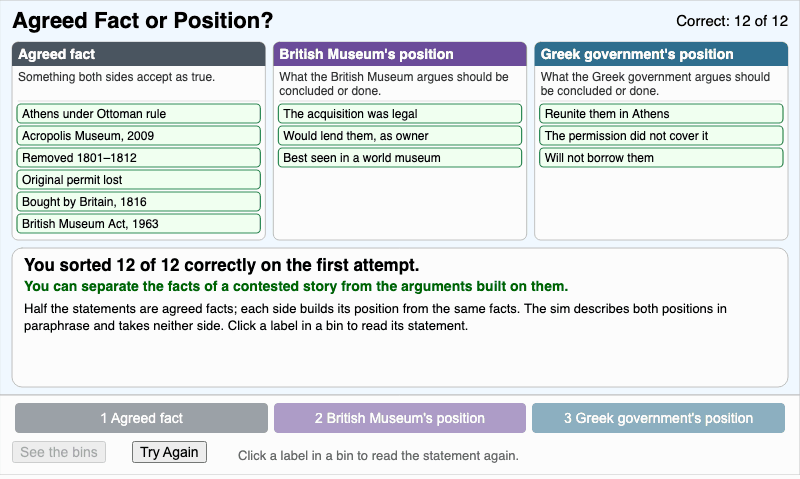 Agreed Fact or Position?
Correct: 12 of 12
Agreed fact
Something both sides accept as true.
Athens under Ottoman rule
Acropolis Museum, 2009
Removed 1801–1812
Original permit lost
Bought by Britain, 1816
British Museum Act, 1963
British Museum's position
What the British Museum argues should be
concluded or done.
The acquisition was legal
Would lend them, as owner
Best seen in a world museum
Greek government's position
What the Greek government argues should
be concluded or done.
Reunite them in Athens
The permission did not cover it
Will not borrow them
You sorted 12 of 12 correctly on the first attempt.
You can separate the facts of a contested story from the arguments built on them.
Half the statements are agreed facts; each side builds its position from the same facts. The sim describes both positions in
paraphrase and takes neither side. Click a label in a bin to read its statement.
1 Agreed fact
2 British Museum's position
3 Greek government's position
See the bins
Try Again
Click a label in a bin to read the statement again.